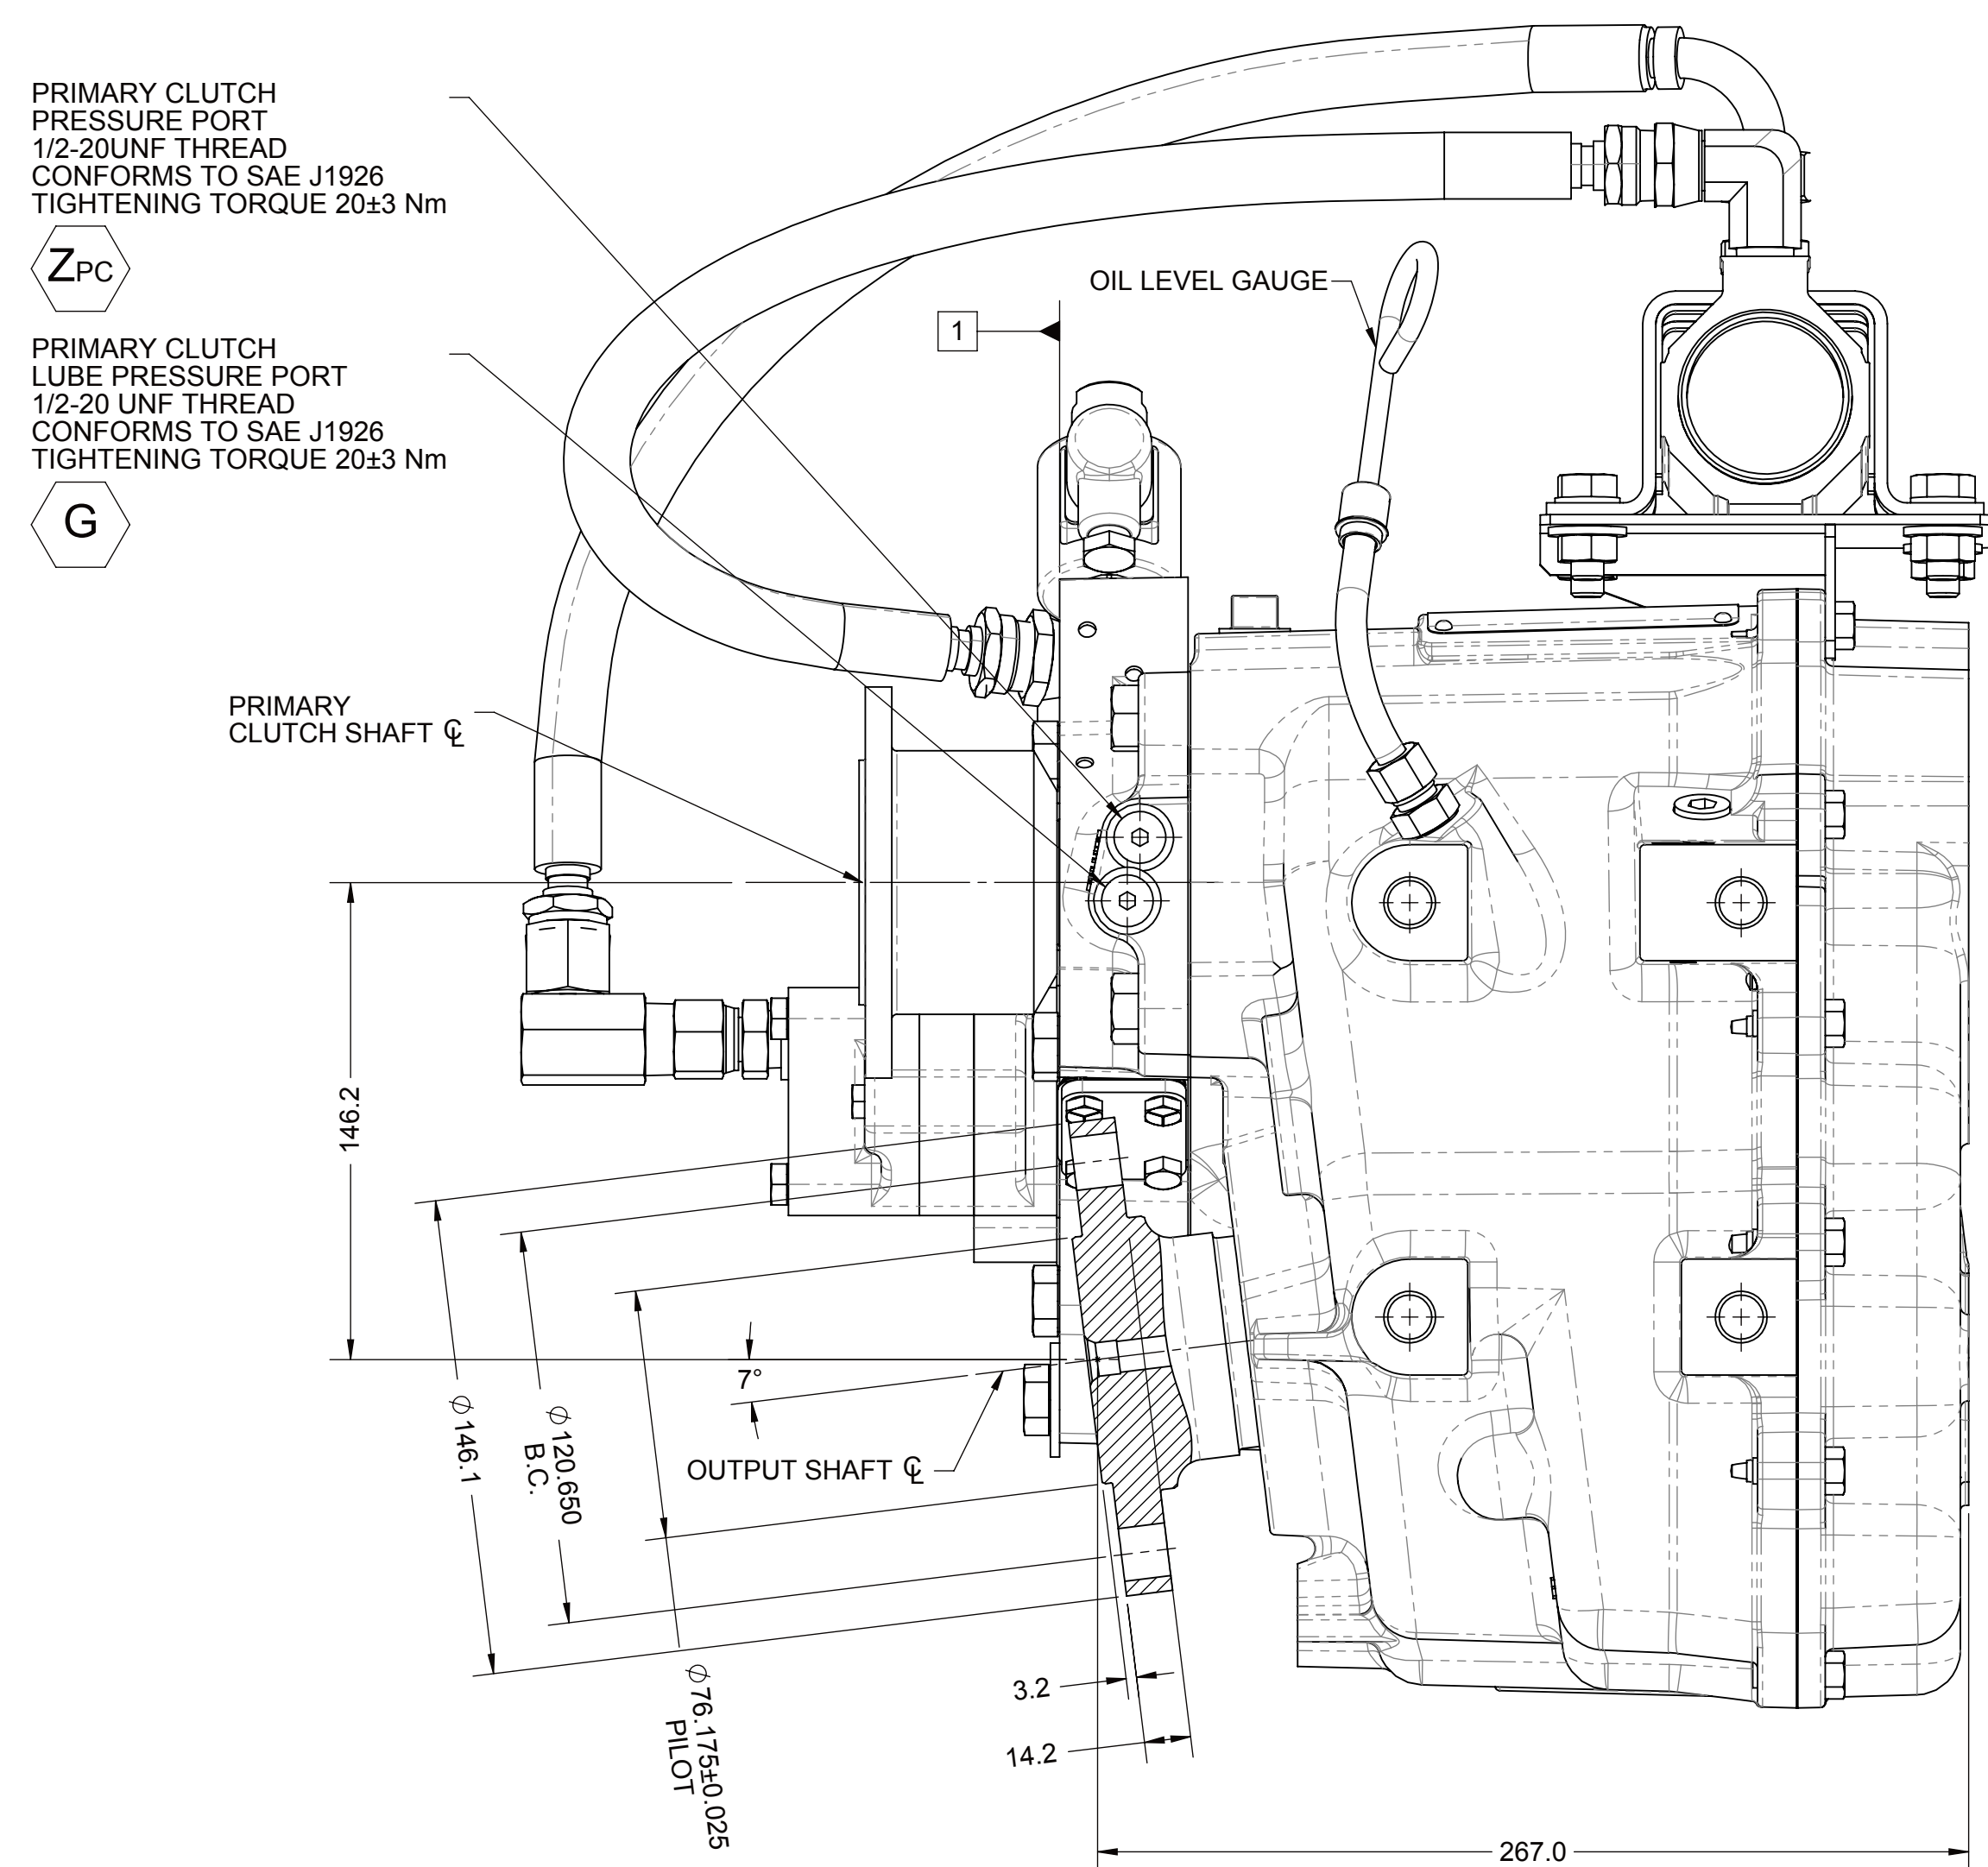 PRIMARY CLUTCH
PRESSURE PORT
1/2-20UNF THREAD
CONFORMS TO SAE J1926
TIGHTENING TORQUE 20±3 Nm
ZPC
PRIMARY CLUTCH
LUBE PRESSURE PORT
1/2-20 UNF THREAD
CONFORMS TO SAE J1926
TIGHTENING TORQUE 20±3 Nm
G
OIL LEVEL GAUGE
1
PRIMARY
CLUTCH SHAFT ℄
146.2
7°
OUTPUT SHAFT ℄
∅146.1
∅120.650
B.C.
∅76.175±0.025
PILOT
3.2
14.2
267.0